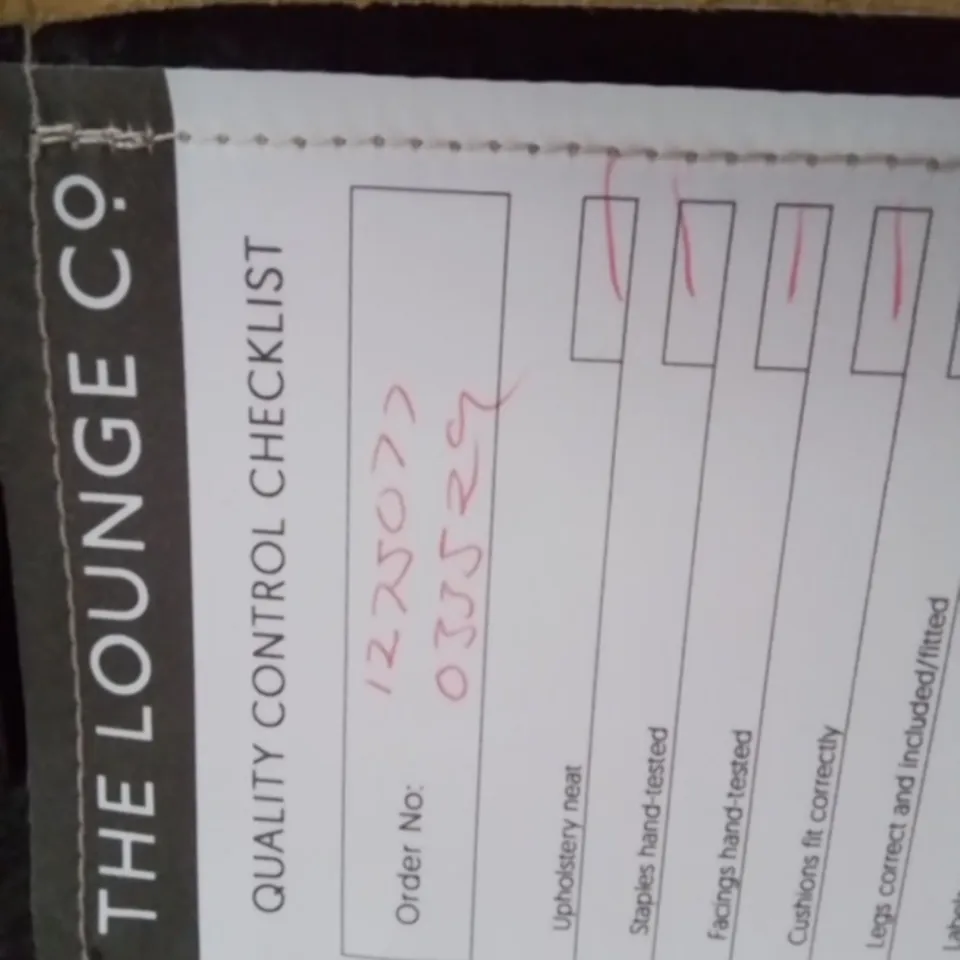 THE LOUNGE CO.
QUALITY CONTROL CHECKLIST
Order No: 1225077
033529
Upholstery neat
Staples hand-tested
Facings hand-tested
Cushions fit correctly
Legs correct and included/fitted